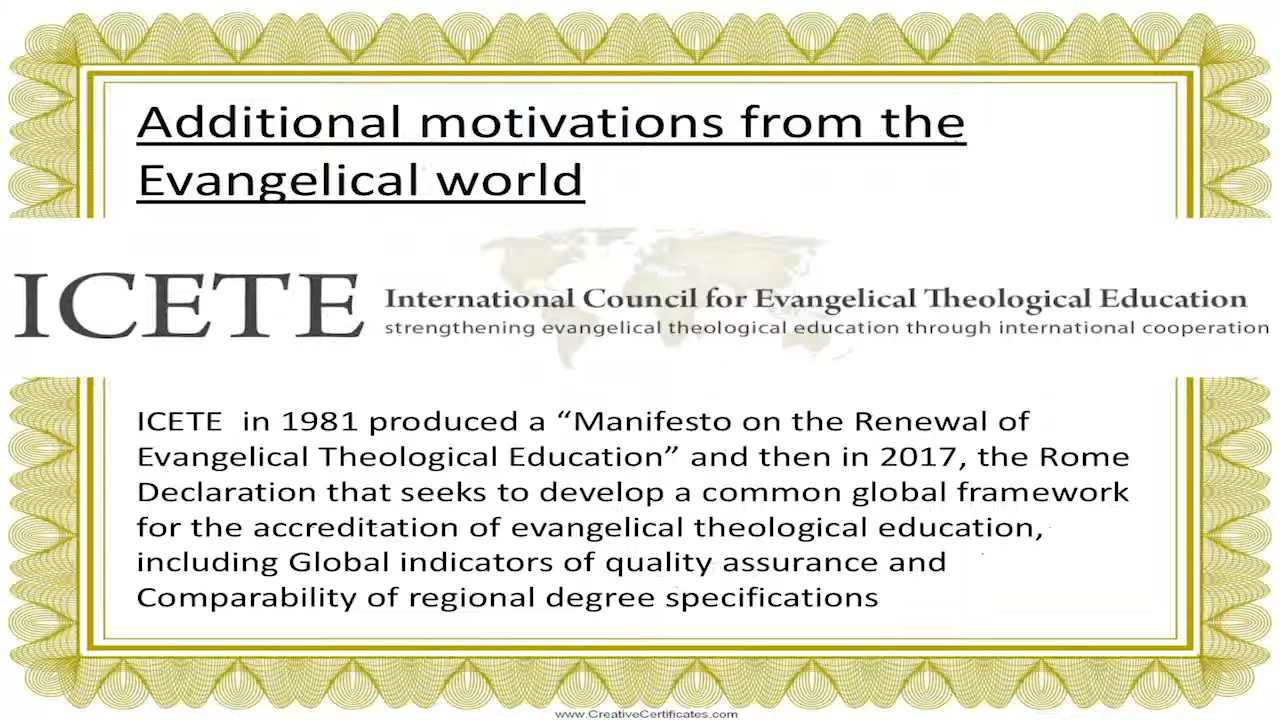 Additional motivations from the
Evangelical world
ICETE
International Council for Evangelical Theological Education
strengthening evangelical theological education through international cooperation
ICETE  in 1981 produced a “Manifesto on the Renewal of
Evangelical Theological Education” and then in 2017, the Rome
Declaration that seeks to develop a common global framework
for the accreditation of evangelical theological education,
including Global indicators of quality assurance and
Comparability of regional degree specifications
www.CreativeCertificates.com